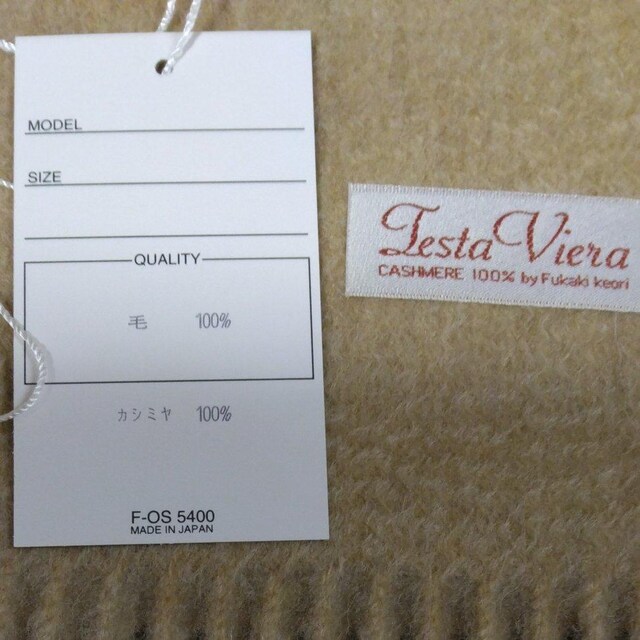 MODEL
SIZE
QUALITY
毛 100%
カシミヤ 100%
F-OS 5400
MADE IN JAPAN
Testa Viera
CASHMERE 100% by Fukaki keori